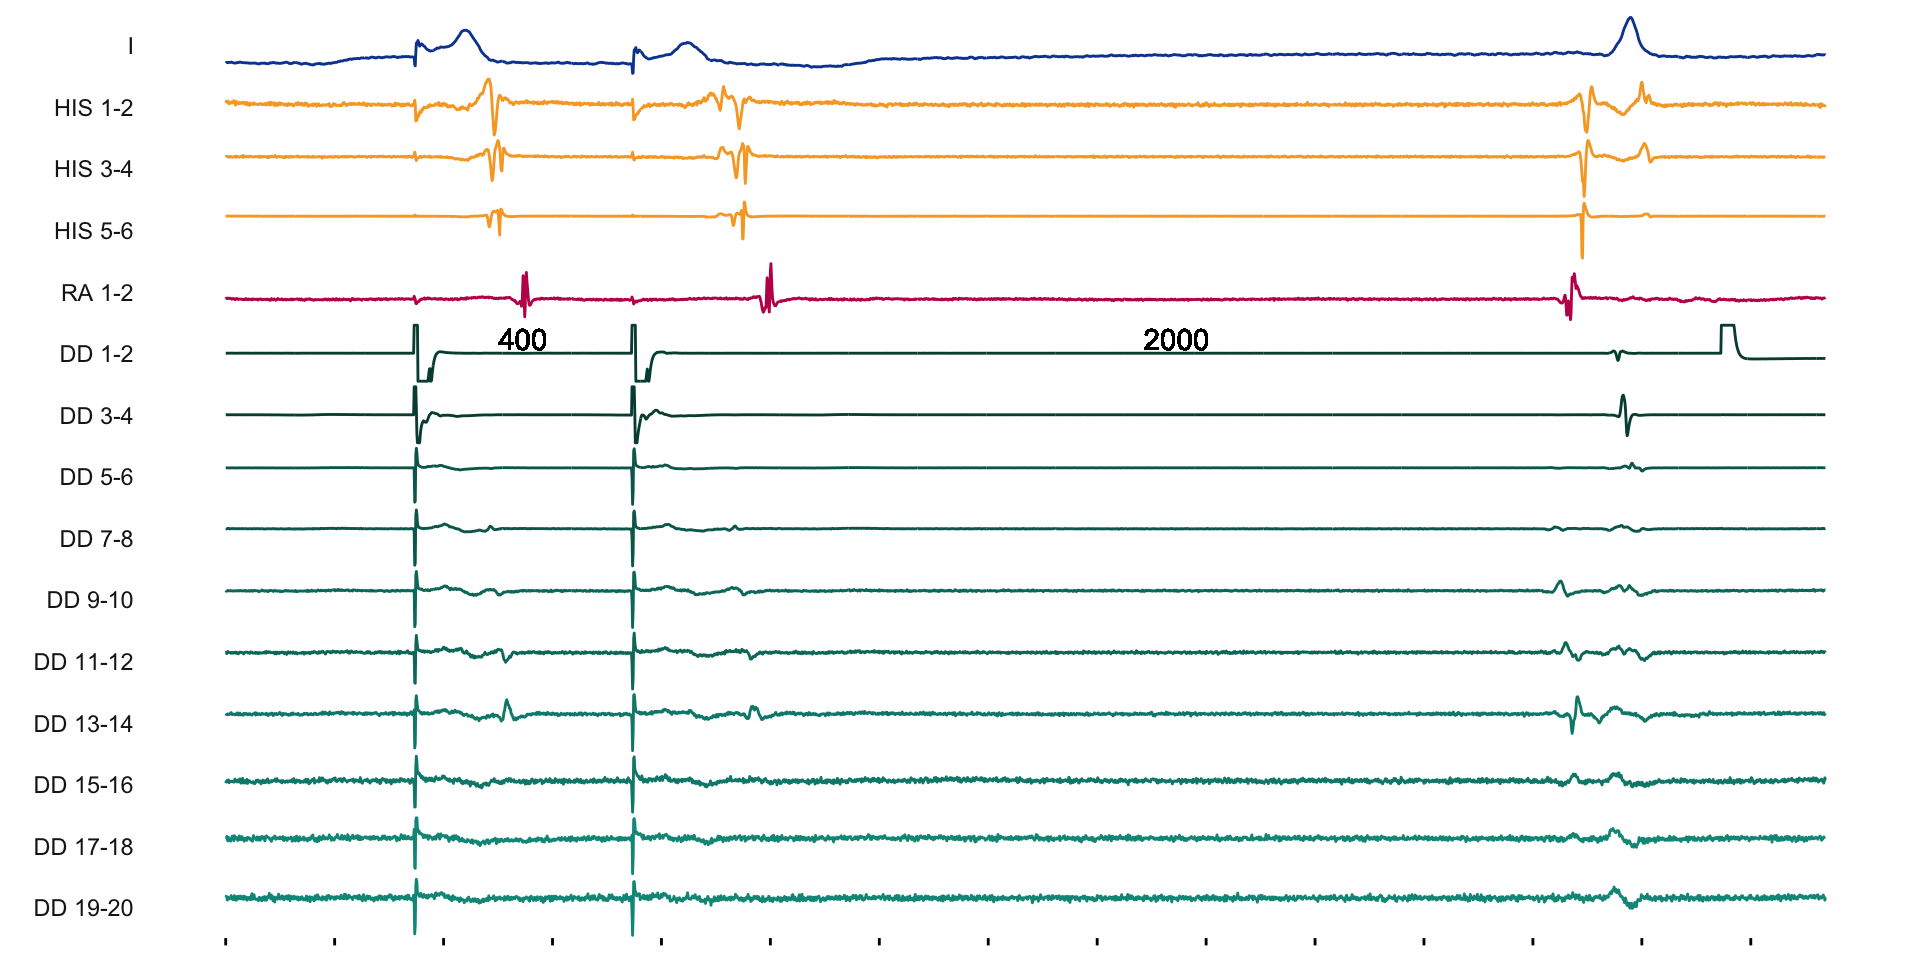 I
HIS 1-2
HIS 3-4
HIS 5-6
RA 1-2
400
2000
DD 1-2
DD 3-4
DD 5-6
DD 7-8
DD 9-10
DD 11-12
DD 13-14
DD 15-16
DD 17-18
DD 19-20